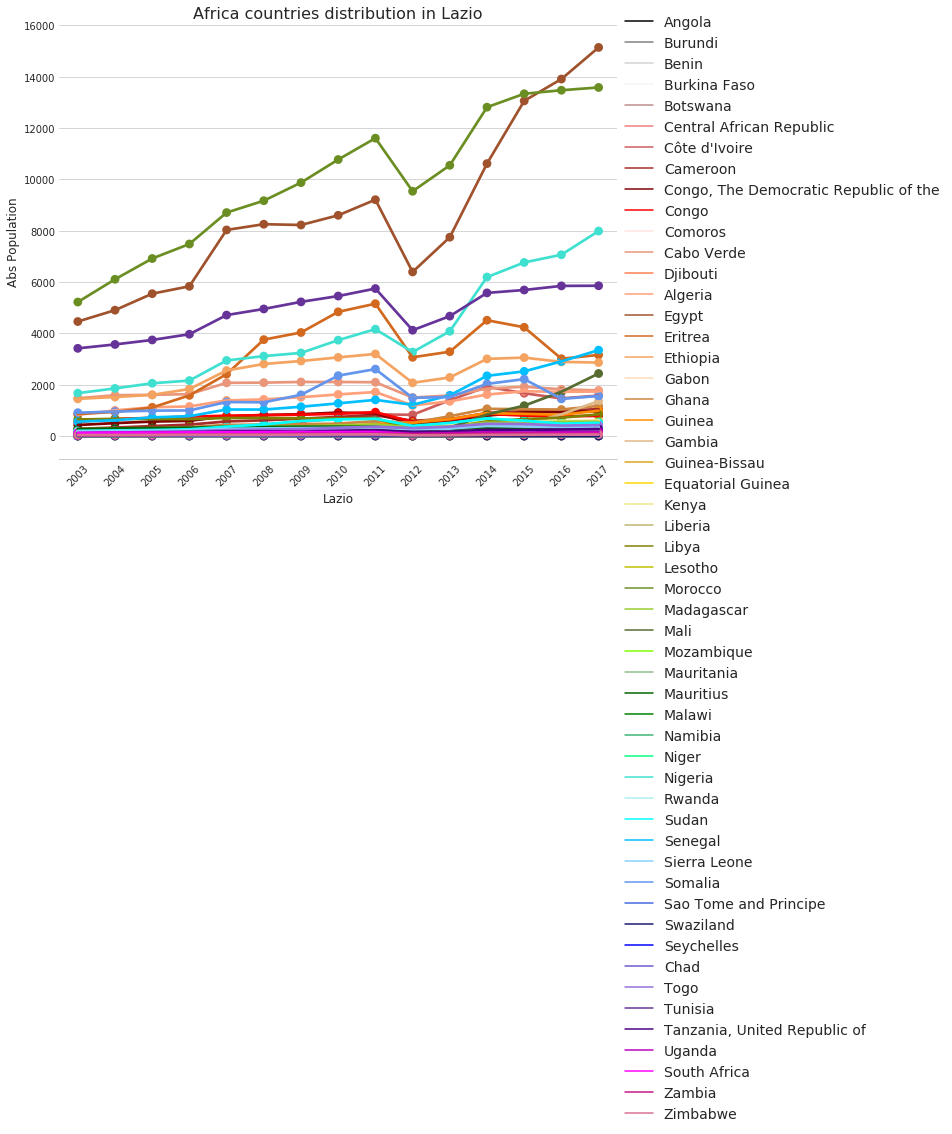 Africa countries distribution in Lazio
16000
14000
12000
10000
8000
6000
4000
2000
0
Abs Population
2003 2004 2005 2006 2007 2008 2009 2010 2011 2012 2013 2014 2015 2016 2017
Lazio
Angola
Burundi
Benin
Burkina Faso
Botswana
Central African Republic
Côte d'Ivoire
Cameroon
Congo, The Democratic Republic of the
Congo
Comoros
Cabo Verde
Djibouti
Algeria
Egypt
Eritrea
Ethiopia
Gabon
Ghana
Guinea
Gambia
Guinea-Bissau
Equatorial Guinea
Kenya
Liberia
Libya
Lesotho
Morocco
Madagascar
Mali
Mozambique
Mauritania
Mauritius
Malawi
Namibia
Niger
Nigeria
Rwanda
Sudan
Senegal
Sierra Leone
Somalia
Sao Tome and Principe
Swaziland
Seychelles
Chad
Togo
Tunisia
Tanzania, United Republic of
Uganda
South Africa
Zambia
Zimbabwe